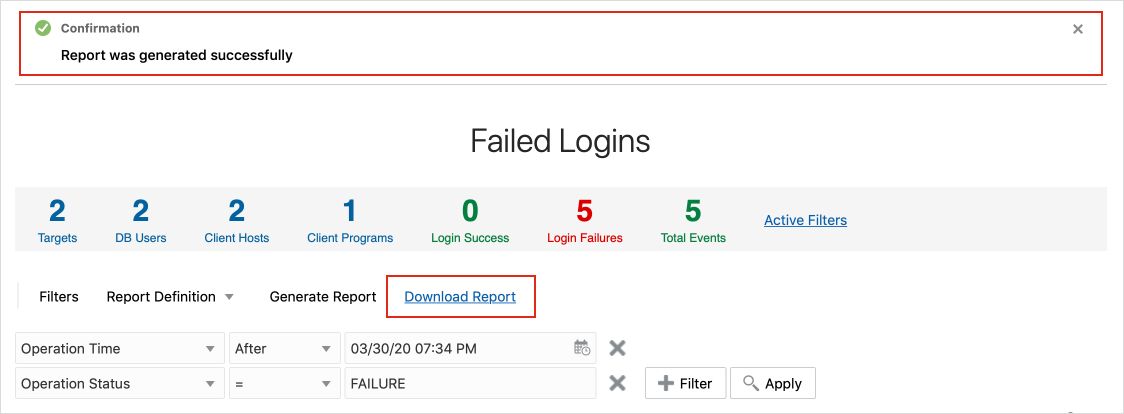 Confirmation
Report was generated successfully
Failed Logins
2 2 2 1 0 5 5
Targets DB Users Client Hosts Client Programs Login Success Login Failures Total Events Active Filters
Filters Report Definition Generate Report Download Report
Operation Time After 03/30/20 07:34 PM
Operation Status = FAILURE Filter Apply